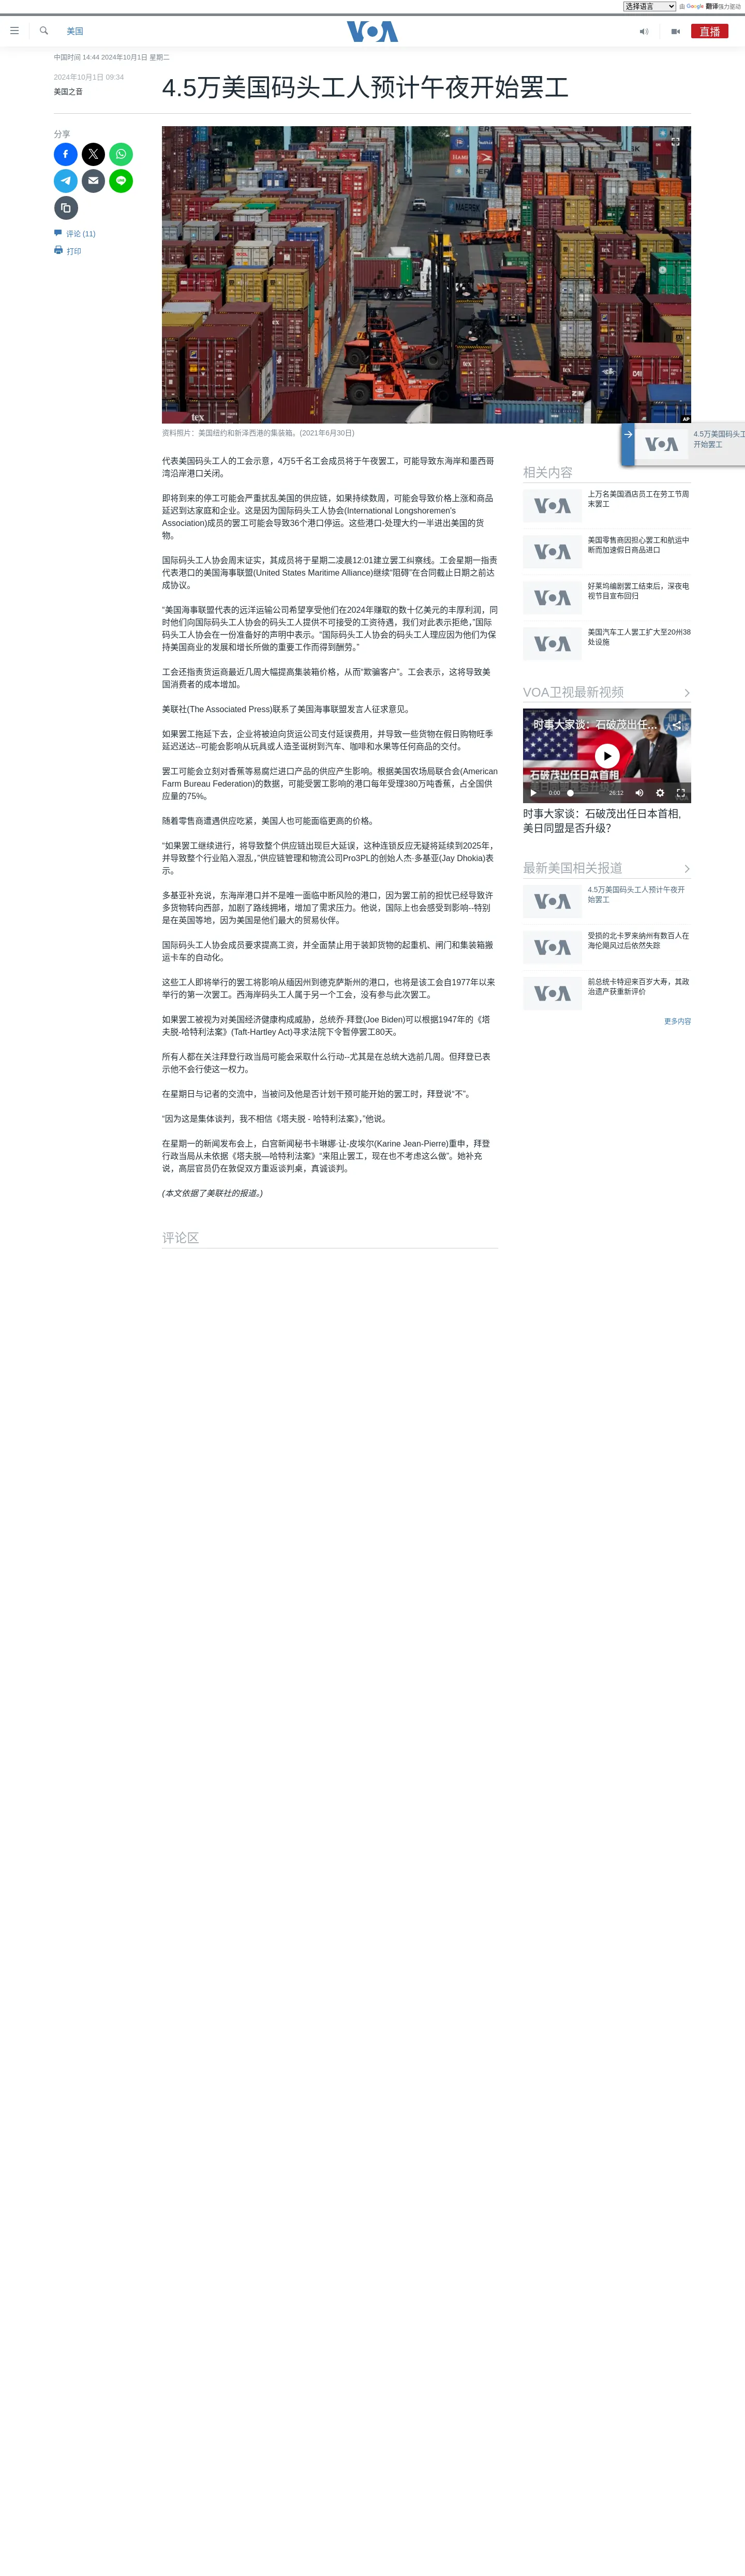 选择语言 由 Google 翻译强力驱动
美国
VOA
直播
中国时间 14:44 2024年10月1日 星期二
2024年10月1日 09:34
美国之音
4.5万美国码头工人预计午夜开始罢工
分享
评论 (11)
打印
MAERSK
tex
ZIM
DAL
AP
资料照片：美国纽约和新泽西港的集装箱。(2021年6月30日)
代表美国码头工人的工会示意，4万5千名工会成员将于午夜罢工，可能导致东海岸和墨西哥
湾沿岸港口关闭。
即将到来的停工可能会严重扰乱美国的供应链，如果持续数周，可能会导致价格上涨和商品
延迟到达家庭和企业。这是因为国际码头工人协会(International Longshoremen's
Association)成员的罢工可能会导致36个港口停运。这些港口-处理大约一半进出美国的货
物。
国际码头工人协会周末证实，其成员将于星期二凌晨12:01建立罢工纠察线。工会星期一指责
代表港口的美国海事联盟(United States Maritime Alliance)继续“阻碍”在合同截止日期之前达
成协议。
“美国海事联盟代表的远洋运输公司希望享受他们在2024年赚取的数十亿美元的丰厚利润，同
时他们向国际码头工人协会的码头工人提供不可接受的工资待遇，我们对此表示拒绝，”国际
码头工人协会在一份准备好的声明中表示。“国际码头工人协会的码头工人理应因为他们为保
持美国商业的发展和增长所做的重要工作而得到酬劳。”
工会还指责货运商最近几周大幅提高集装箱价格，从而“欺骗客户”。工会表示，这将导致美
国消费者的成本增加。
美联社(The Associated Press)联系了美国海事联盟发言人征求意见。
如果罢工拖延下去，企业将被迫向货运公司支付延误费用，并导致一些货物在假日购物旺季
延迟送达--可能会影响从玩具或人造圣诞树到汽车、咖啡和水果等任何商品的交付。
罢工可能会立刻对香蕉等易腐烂进口产品的供应产生影响。根据美国农场局联合会(American
Farm Bureau Federation)的数据，可能受罢工影响的港口每年受理380万吨香蕉，占全国供
应量的75%。
随着零售商遭遇供应吃紧，美国人也可能面临更高的价格。
“如果罢工继续进行，将导致整个供应链出现巨大延误，这种连锁反应无疑将延续到2025年，
并导致整个行业陷入混乱，”供应链管理和物流公司Pro3PL的创始人杰·多基亚(Jay Dhokia)表
示。
多基亚补充说，东海岸港口并不是唯一面临中断风险的港口，因为罢工前的担忧已经导致许
多货物转向西部，加剧了路线拥堵，增加了需求压力。他说，国际上也会感受到影响--特别
是在英国等地，因为美国是他们最大的贸易伙伴。
国际码头工人协会成员要求提高工资，并全面禁止用于装卸货物的起重机、闸门和集装箱搬
运卡车的自动化。
这些工人即将举行的罢工将影响从缅因州到德克萨斯州的港口，也将是该工会自1977年以来
举行的第一次罢工。西海岸码头工人属于另一个工会，没有参与此次罢工。
如果罢工被视为对美国经济健康构成威胁，总统乔·拜登(Joe Biden)可以根据1947年的《塔
夫脱-哈特利法案》(Taft-Hartley Act)寻求法院下令暂停罢工80天。
所有人都在关注拜登行政当局可能会采取什么行动--尤其是在总统大选前几周。但拜登已表
示他不会行使这一权力。
在星期日与记者的交流中，当被问及他是否计划干预可能开始的罢工时，拜登说“不”。
“因为这是集体谈判，我不相信《塔夫脱 - 哈特利法案》，”他说。
在星期一的新闻发布会上，白宫新闻秘书卡琳娜·让-皮埃尔(Karine Jean-Pierre)重申，拜登
行政当局从未依据《塔夫脱—哈特利法案》“来阻止罢工，现在也不考虑这么做”。她补充
说，高层官员仍在敦促双方重返谈判桌，真诚谈判。
(本文依据了美联社的报道。)
评论区
VOA
4.5万美国码头工
开始罢工
相关内容
VOA
上万名美国酒店员工在劳工节周
末罢工
VOA
美国零售商因担心罢工和航运中
断而加速假日商品进口
VOA
好莱坞编剧罢工结束后，深夜电
视节目宣布回归
VOA
美国汽车工人罢工扩大至20州38
处设施
VOA卫视最新视频
时事大家谈：石破茂出任...
石破茂出任日本首相
0:00
26:12
时事大家谈：石破茂出任日本首相，
美日同盟是否升级？
最新美国相关报道
VOA
4.5万美国码头工人预计午夜开
始罢工
VOA
受损的北卡罗来纳州有数百人在
海伦飓风过后依然失踪
VOA
前总统卡特迎来百岁大寿，其政
治遗产获重新评价
更多内容